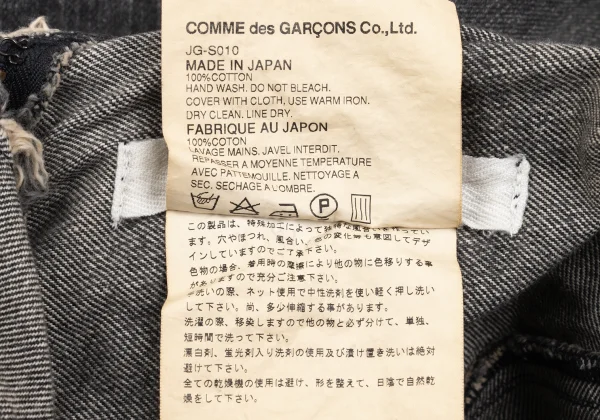 COMME des GARÇONS Co.,Ltd.
JG-S010
MADE IN JAPAN
100%COTTON
HAND WASH. DO NOT BLEACH.
COVER WITH CLOTH. USE WARM IRON.
DRY CLEAN. LINE DRY.
FABRIQUE AU JAPON
100%COTON
LAVAGE MAINS. JAVEL INTERDIT.
REPASSER A MOYENNE TEMPERATURE
AVEC PATTEMOUILLE. NETTOYAGE A
SEC. SECHAGE A L'OMBRE.
P
この製品は、特殊加工によって独特な風合いを作ってい
ます。穴やほつれ、風合い、色の変化等も意図してデザ
インしていますのでご了承下さい。
色物の場合、着用時の摩擦により他の物に色移りする事
がありますので充分ご注意下さい。
手洗いの際、ネット使用で中性洗剤を使い軽く押し洗い
して下さい。尚、多少伸縮する事があります。
洗濯の際、移染しますので他の物と必ず分けて、単独、
短時間で洗って下さい。
漂白剤、蛍光剤入り洗剤の使用及び漬け置き洗いは絶対
避けて下さい。
全ての乾燥機の使用は避け、形を整えて、日陰で自然乾
燥をして下さい。